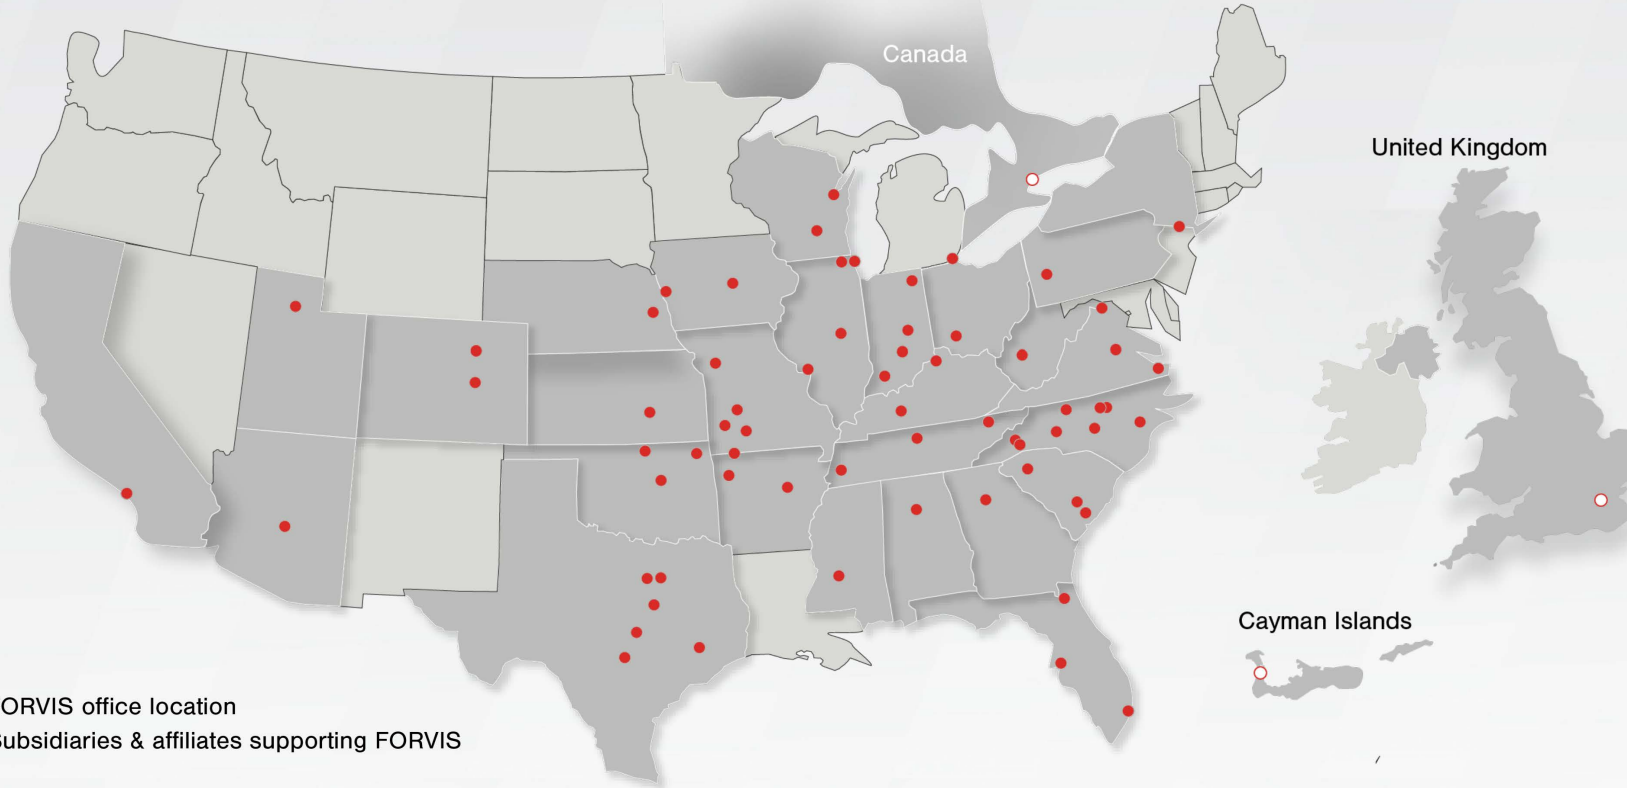 Canada
United Kingdom
Cayman Islands
ORVIS office location
ubsidiaries & affiliates supporting FORVIS